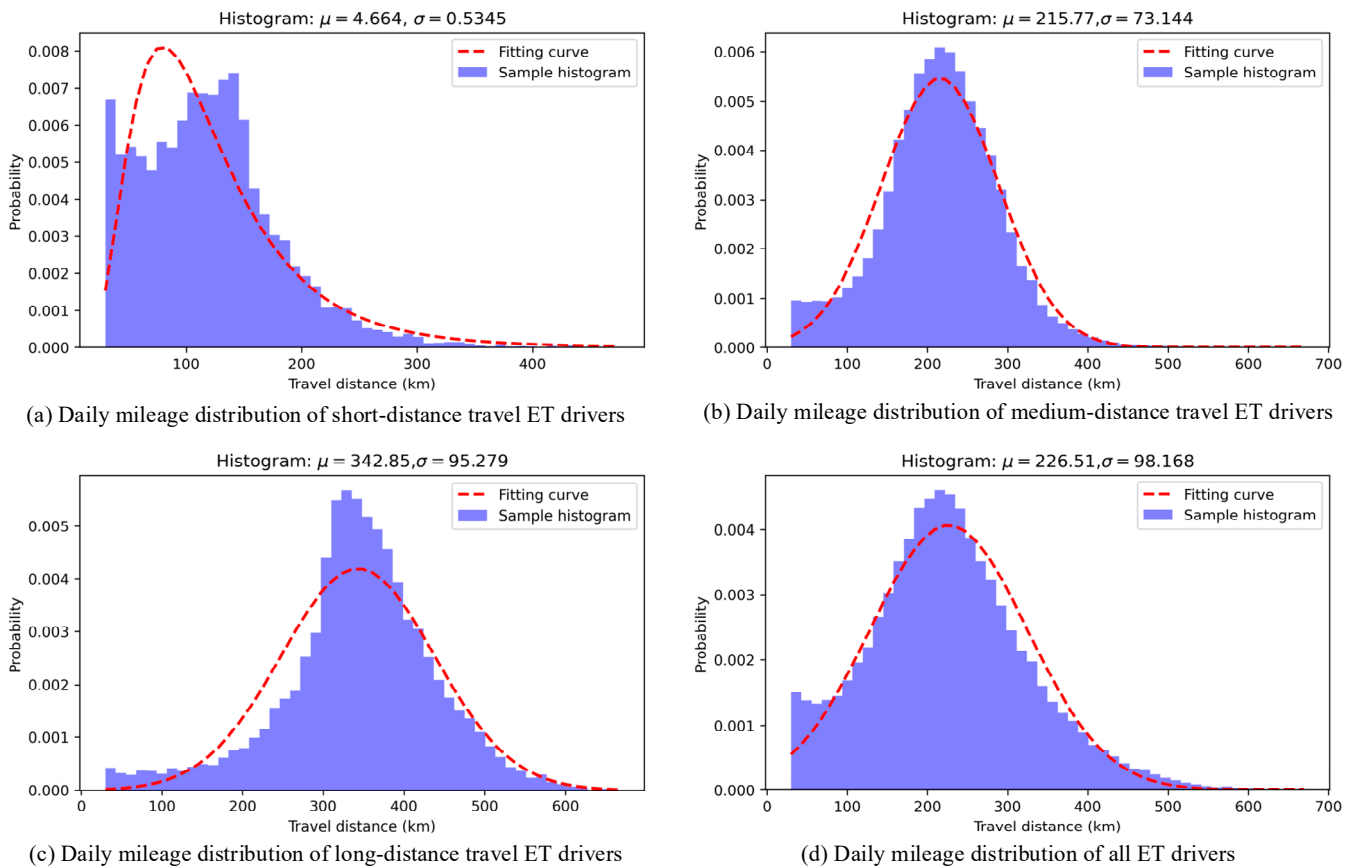 Histogram: μ = 4.664, σ = 0.5345
Fitting curve
Sample histogram
0.008
0.007
0.006
0.005
0.004
0.003
0.002
0.001
0.000
Probability
100 200 300 400
Travel distance (km)
(a) Daily mileage distribution of short-distance travel ET drivers
Histogram: μ = 215.77,σ = 73.144
Fitting curve
Sample histogram
0.006
0.005
0.004
0.003
0.002
0.001
0.000
Probability
0 100 200 300 400 500 600 700
Travel distance (km)
(b) Daily mileage distribution of medium-distance travel ET drivers
Histogram: μ = 342.85,σ = 95.279
Fitting curve
Sample histogram
0.005
0.004
0.003
0.002
0.001
0.000
Probability
0 100 200 300 400 500 600
Travel distance (km)
(c) Daily mileage distribution of long-distance travel ET drivers
Histogram: μ = 226.51,σ = 98.168
Fitting curve
Sample histogram
0.004
0.003
0.002
0.001
0.000
Probability
0 100 200 300 400 500 600 700
Travel distance (km)
(d) Daily mileage distribution of all ET drivers